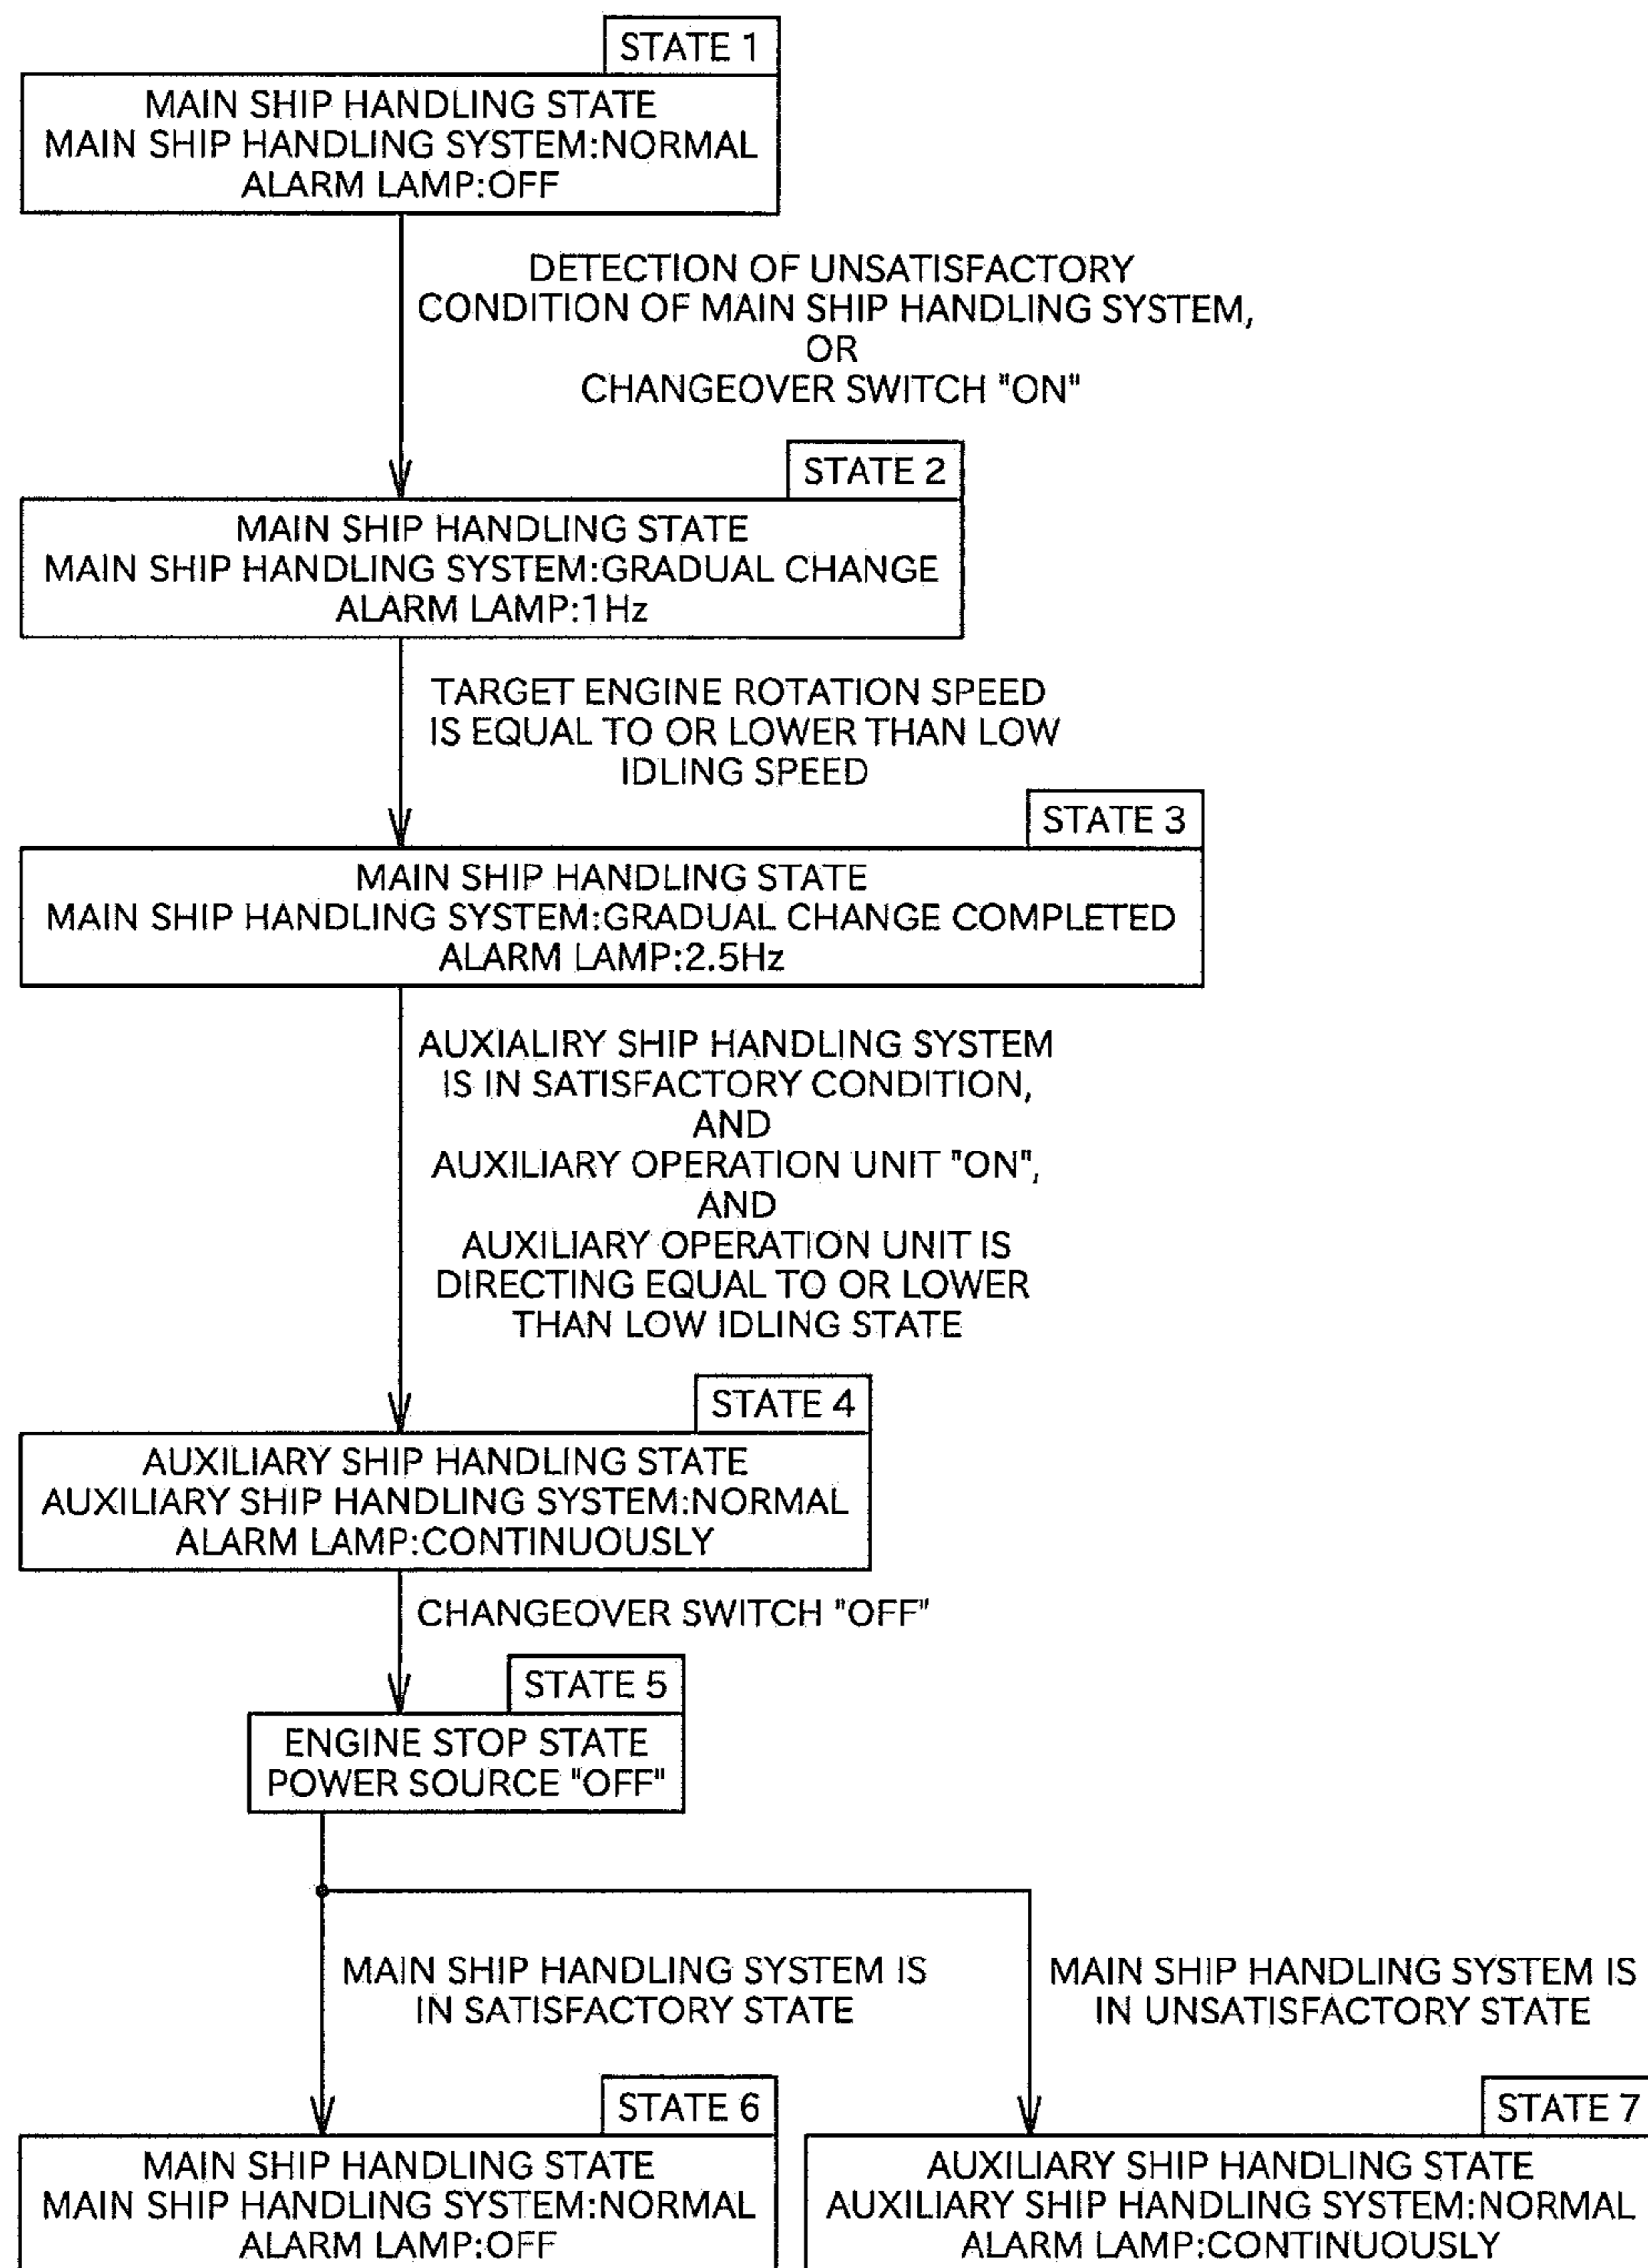 STATE 1
MAIN SHIP HANDLING STATE
MAIN SHIP HANDLING SYSTEM:NORMAL
ALARM LAMP:OFF
DETECTION OF UNSATISFACTORY
CONDITION OF MAIN SHIP HANDLING SYSTEM,
OR
CHANGEOVER SWITCH "ON"
STATE 2
MAIN SHIP HANDLING STATE
MAIN SHIP HANDLING SYSTEM:GRADUAL CHANGE
ALARM LAMP:1Hz
TARGET ENGINE ROTATION SPEED
IS EQUAL TO OR LOWER THAN LOW
IDLING SPEED
STATE 3
MAIN SHIP HANDLING STATE
MAIN SHIP HANDLING SYSTEM:GRADUAL CHANGE COMPLETED
ALARM LAMP:2.5Hz
AUXIALIRY SHIP HANDLING SYSTEM
IS IN SATISFACTORY CONDITION,
AND
AUXILIARY OPERATION UNIT "ON",
AND
AUXILIARY OPERATION UNIT IS
DIRECTING EQUAL TO OR LOWER
THAN LOW IDLING STATE
STATE 4
AUXILIARY SHIP HANDLING STATE
AUXILIARY SHIP HANDLING SYSTEM:NORMAL
ALARM LAMP:CONTINUOUSLY
CHANGEOVER SWITCH "OFF"
STATE 5
ENGINE STOP STATE
POWER SOURCE "OFF"
MAIN SHIP HANDLING SYSTEM IS
IN SATISFACTORY STATE
MAIN SHIP HANDLING SYSTEM IS
IN UNSATISFACTORY STATE
STATE 6
MAIN SHIP HANDLING STATE
MAIN SHIP HANDLING SYSTEM:NORMAL
ALARM LAMP:OFF
STATE 7
AUXILIARY SHIP HANDLING STATE
AUXILIARY SHIP HANDLING SYSTEM:NORMAL
ALARM LAMP:CONTINUOUSLY